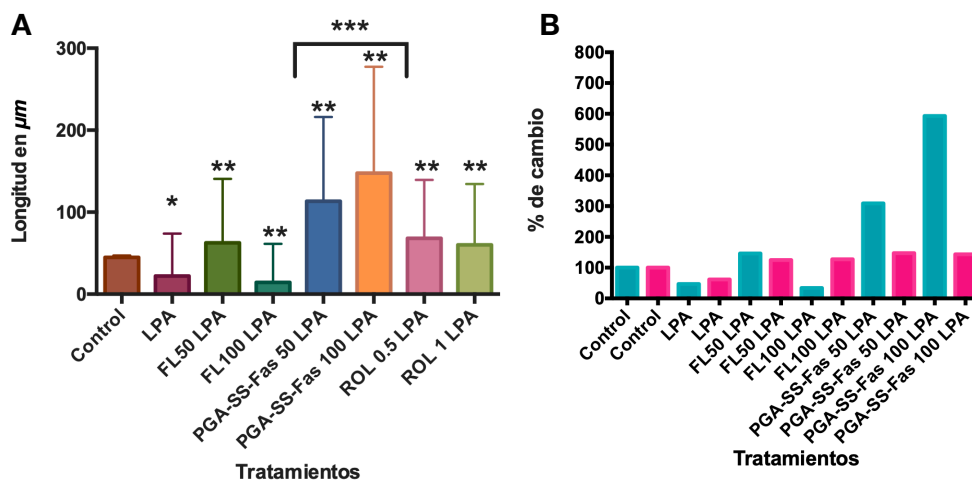 A
***
300
200
100
0
Longitud en µm
*
**
**
**
**
**
**
Control
LPA
FL50 LPA
FL100 LPA
PGA-SS-Fas 50 LPA
PGA-SS-Fas 100 LPA
ROL 0.5 LPA
ROL 1 LPA
Tratamientos
B
800
700
600
500
400
300
200
100
0
% de cambio
Control
Control
LPA
LPA
FL50 LPA
FL50 LPA
FL100 LPA
FL100 LPA
PGA-SS-Fas 50 LPA
PGA-SS-Fas 50 LPA
PGA-SS-Fas 100 LPA
PGA-SS-Fas 100 LPA
Tratamientos